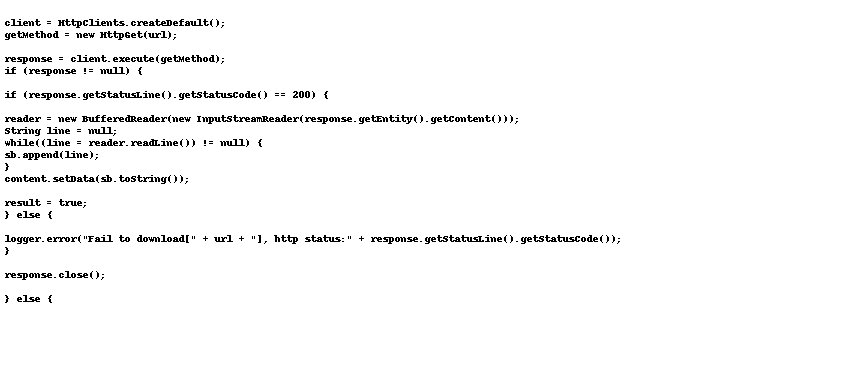 client = HttpClients.createDefault();
getMethod = new HttpGet(url);
response = client.execute(getMethod);
if (response != null) {
if (response.getStatusLine().getStatusCode() == 200) {
reader = new BufferedReader(new InputStreamReader(response.getEntity().getContent()));
String line = null;
while((line = reader.readLine()) != null) {
sb.append(line);
}
content.setData(sb.toString());
result = true;
} else {
logger.error("Fail to download[" + url + "], http status:" + response.getStatusLine().getStatusCode());
}
response.close();
} else {